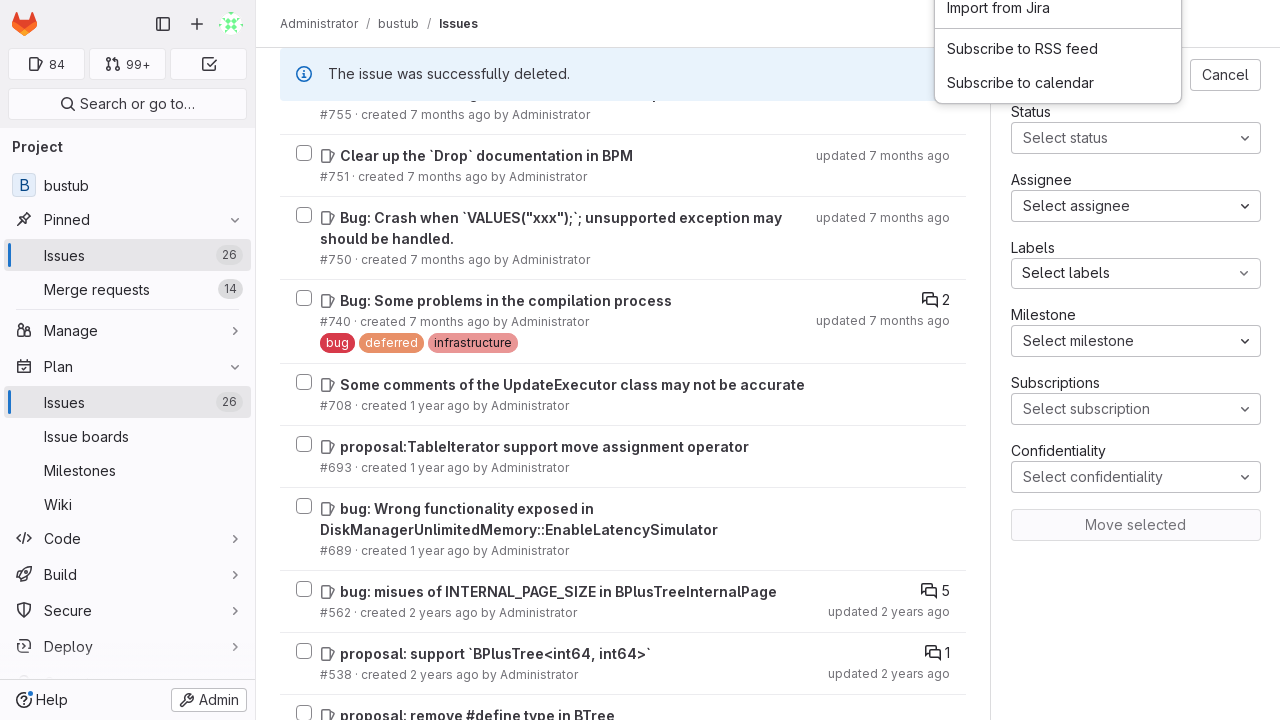 Administrator / bustub / Issues
Import from Jira
Subscribe to RSS feed
Subscribe to calendar
84
99+
Search or go to…
Project
B bustub
Pinned
Issues 26
Merge requests 14
Manage
Plan
Issues 26
Issue boards
Milestones
Wiki
Code
Build
Secure
Deploy
Help
Admin
The issue was successfully deleted.
#755 · created 7 months ago by Administrator
Clear up the `Drop` documentation in BPM
updated 7 months ago
#751 · created 7 months ago by Administrator
Bug: Crash when `VALUES("xxx");`; unsupported exception may
should be handled.
updated 7 months ago
#750 · created 7 months ago by Administrator
Bug: Some problems in the compilation process
2
#740 · created 7 months ago by Administrator
updated 7 months ago
bug deferred infrastructure
Some comments of the UpdateExecutor class may not be accurate
#708 · created 1 year ago by Administrator
proposal:TableIterator support move assignment operator
#693 · created 1 year ago by Administrator
bug: Wrong functionality exposed in
DiskManagerUnlimitedMemory::EnableLatencySimulator
#689 · created 1 year ago by Administrator
bug: misues of INTERNAL_PAGE_SIZE in BPlusTreeInternalPage
5
#562 · created 2 years ago by Administrator
updated 2 years ago
proposal: support `BPlusTree<int64, int64>`
1
#538 · created 2 years ago by Administrator
updated 2 years ago
proposal: remove #define type in BTree
Cancel
Status
Select status
Assignee
Select assignee
Labels
Select labels
Milestone
Select milestone
Subscriptions
Select subscription
Confidentiality
Select confidentiality
Move selected